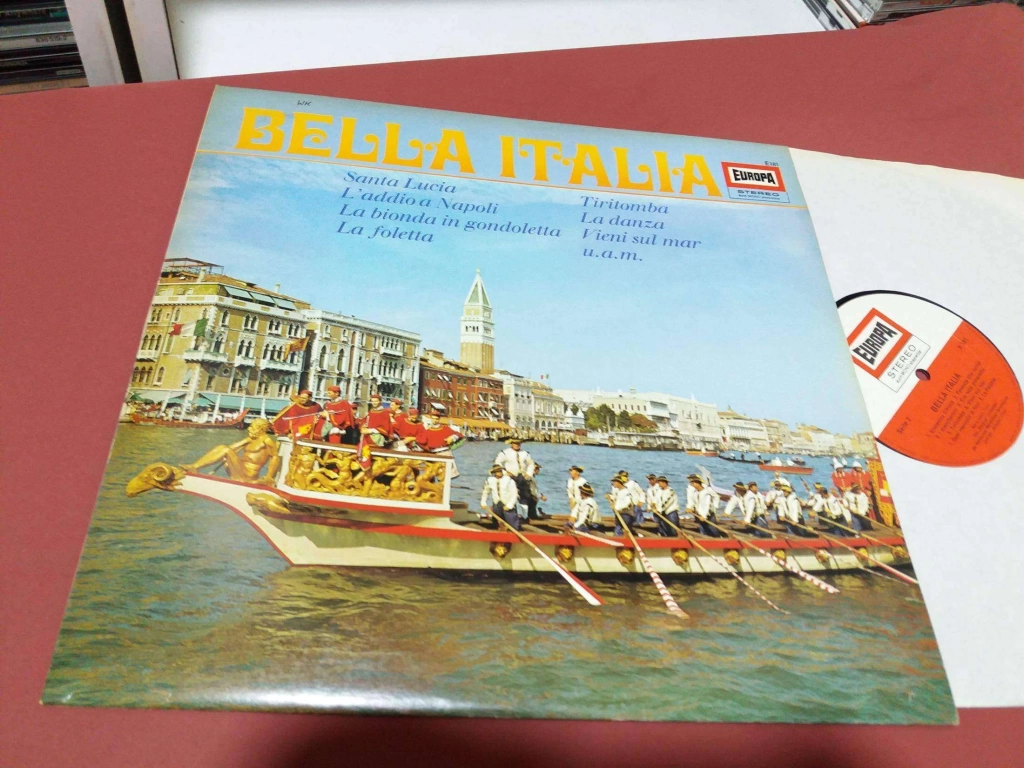 WH
BELLA ITALIA
EUROPA
STEREO
Santa Lucia
L'addio a Napoli
La bionda in gondoletta
La foletta
Tiritomba
La danza
Vieni sul mar
u.a.m.
EUROPA
STEREO
BELLA ITALIA